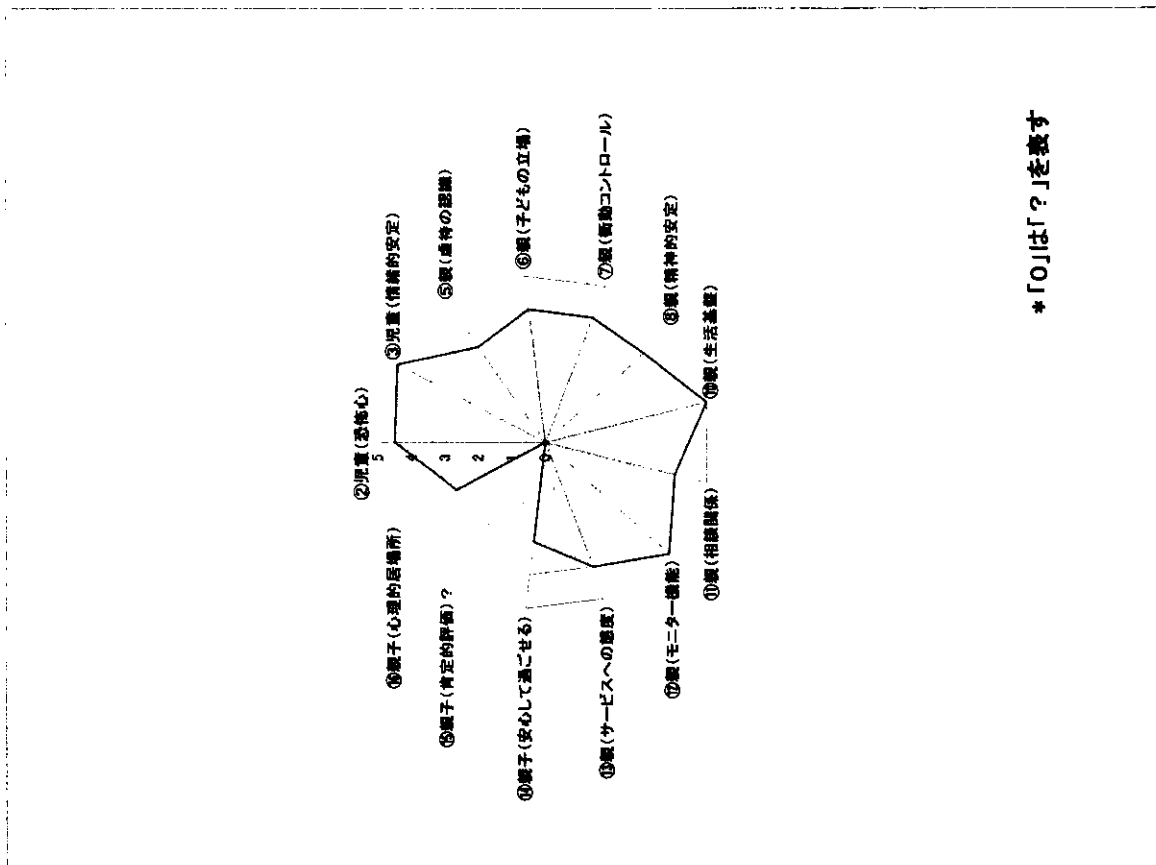 ②児童(恐怖心)
③児童(情緒的安定)
⑤親(虐待の認識)
⑥親(子どもの立場)
⑦親(衝動コントロール)
⑧親(精神的安定)
⑩親(生活基盤)
⑪親(相談関係)
⑫親(モニター機能)
⑬親(サービスへの態度)
⑭親子(安心して過ごせる)
⑮親子(肯定的評価)?
⑯親子(心理的居場所)
5
4
3
2
1
0
*「0」は「?」を表す